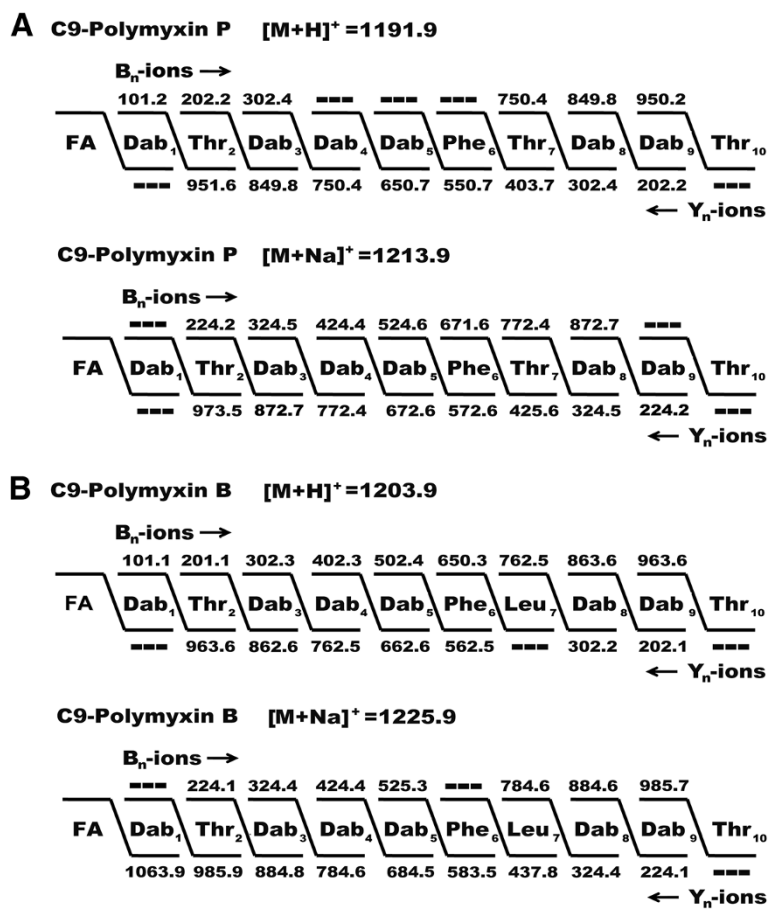 A C9-Polymyxin P [M+H]+ =1191.9
Bn-ions →
101.2 202.2 302.4 --- --- --- 750.4 849.8 950.2
FA Dab1 Thr2 Dab3 Dab4 Dab5 Phe6 Thr7 Dab8 Dab9 Thr10
--- 951.6 849.8 750.4 650.7 550.7 403.7 302.4 202.2 ---
← Yn-ions
C9-Polymyxin P [M+Na]+ =1213.9
Bn-ions →
--- 224.2 324.5 424.4 524.6 671.6 772.4 872.7 ---
FA Dab1 Thr2 Dab3 Dab4 Dab5 Phe6 Thr7 Dab8 Dab9 Thr10
--- 973.5 872.7 772.4 672.6 572.6 425.6 324.5 224.2 ---
← Yn-ions
B C9-Polymyxin B [M+H]+ =1203.9
Bn-ions →
101.1 201.1 302.3 402.3 502.4 650.3 762.5 863.6 963.6
FA Dab1 Thr2 Dab3 Dab4 Dab5 Phe6 Leu7 Dab8 Dab9 Thr10
--- 963.6 862.6 762.5 662.6 562.5 --- 302.2 202.1 ---
← Yn-ions
C9-Polymyxin B [M+Na]+ =1225.9
Bn-ions →
--- 224.1 324.4 424.4 525.3 --- 784.6 884.6 985.7
FA Dab1 Thr2 Dab3 Dab4 Dab5 Phe6 Leu7 Dab8 Dab9 Thr10
1063.9 985.9 884.8 784.6 684.5 583.5 437.8 324.4 224.1 ---
← Yn-ions